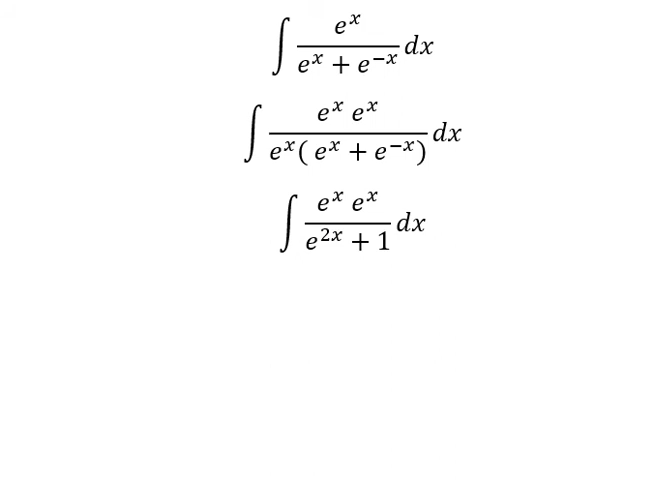 ∫ e^x / (e^x + e^−x) dx
∫ e^x e^x / (e^x ( e^x + e^−x)) dx
∫ e^x e^x / (e^2x + 1) dx